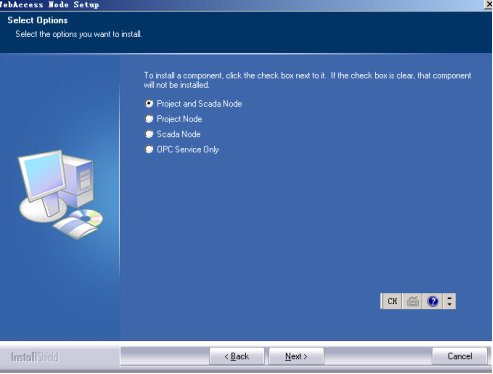 WebAccess Node Setup
Select Options
Select the options you want to install.
To install a component, click the check box next to it. If the check box is clear, that component
will not be installed.
Project and Scada Node
Project Node
Scada Node
OPC Service Only
CH
InstallShield
< Back
Next >
Cancel